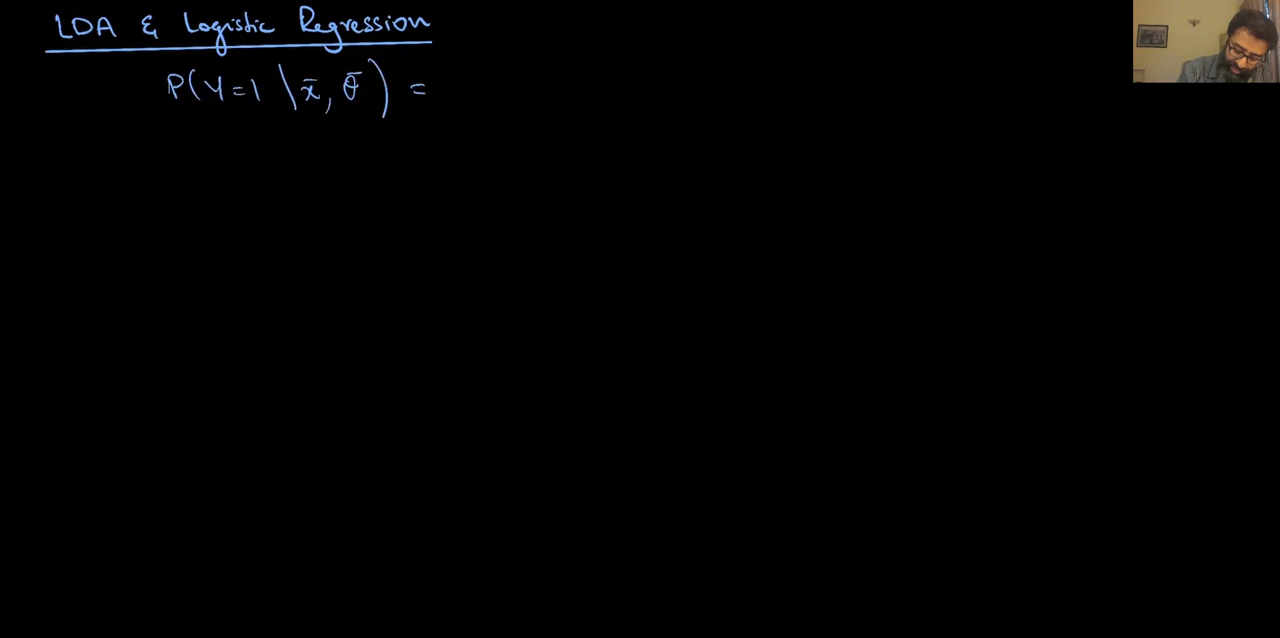 LDA & Logistic Regression
P(Y=1 | x̄, θ̄) =